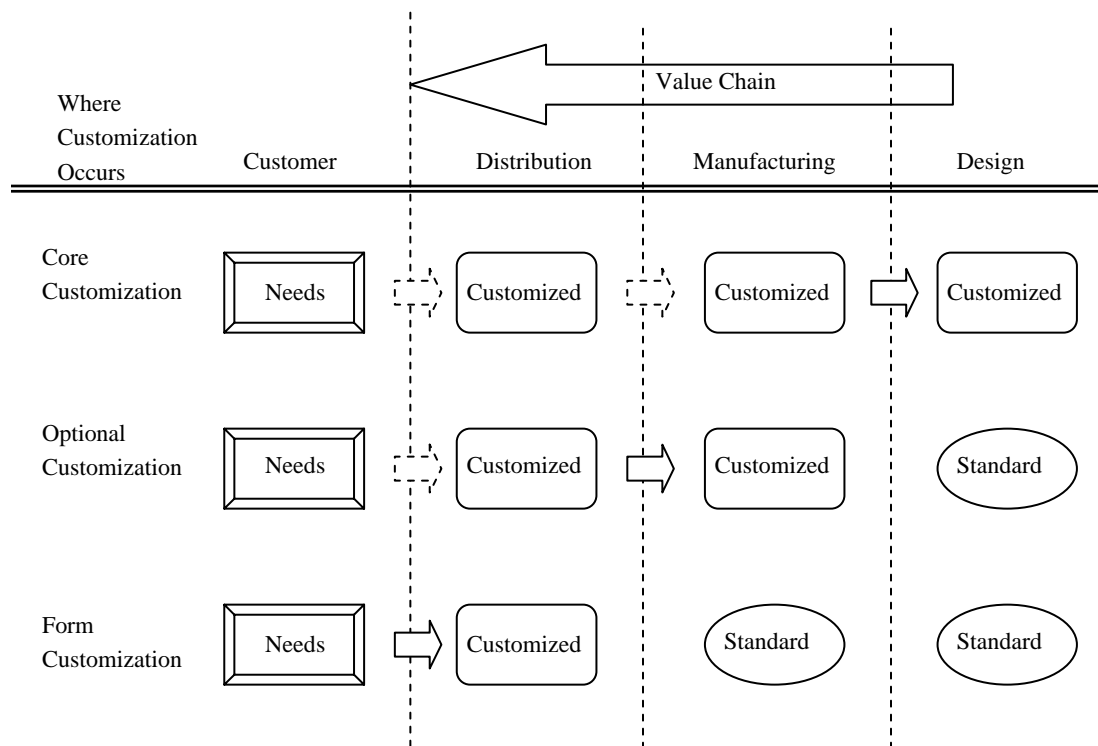 Value Chain
Where
Customization
Occurs
Customer
Distribution
Manufacturing
Design
Core
Customization
Needs
Customized
Customized
Customized
Optional
Customization
Needs
Customized
Customized
Standard
Form
Customization
Needs
Customized
Standard
Standard